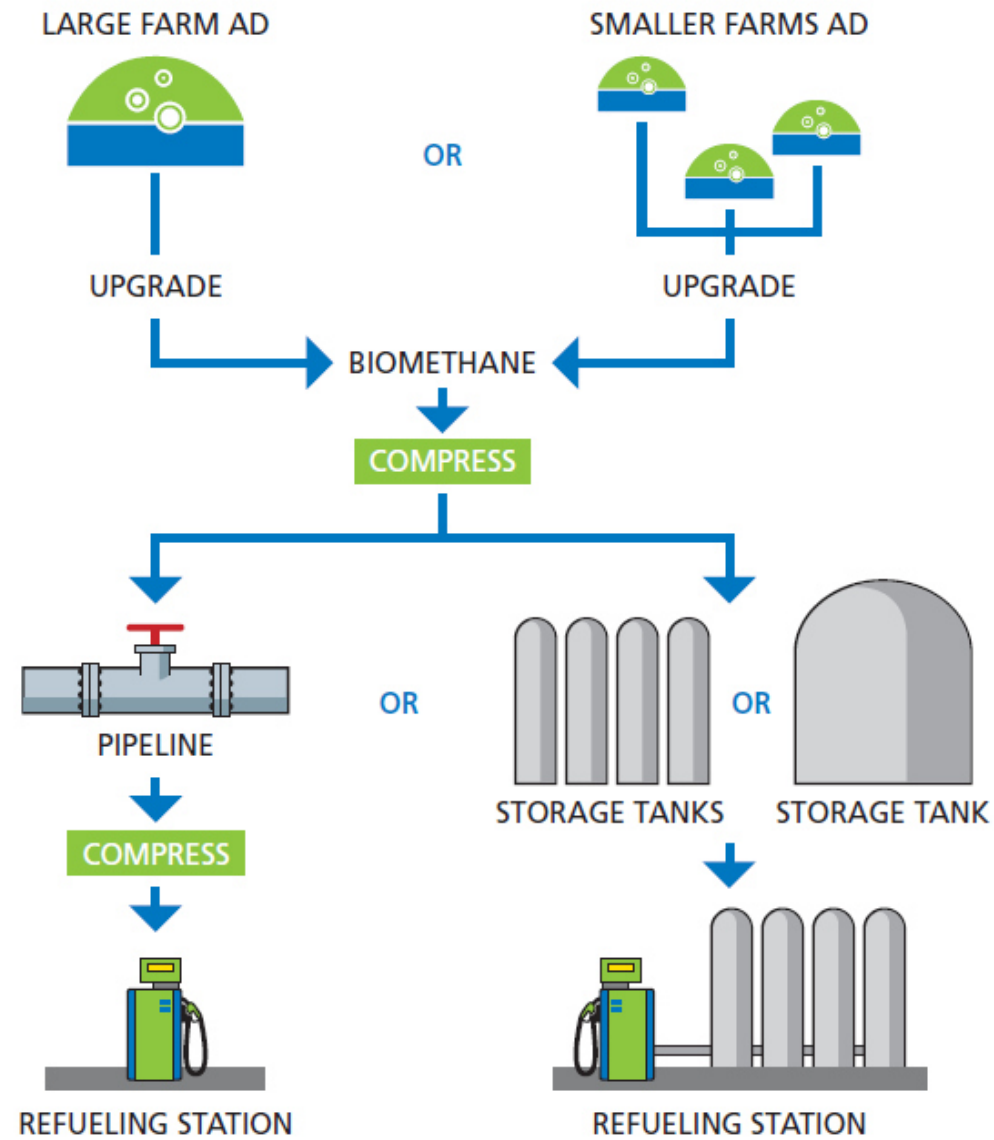 LARGE FARM AD
SMALLER FARMS AD
OR
UPGRADE
UPGRADE
BIOMETHANE
COMPRESS
OR
OR
PIPELINE
STORAGE TANKS
STORAGE TANK
COMPRESS
REFUELING STATION
REFUELING STATION